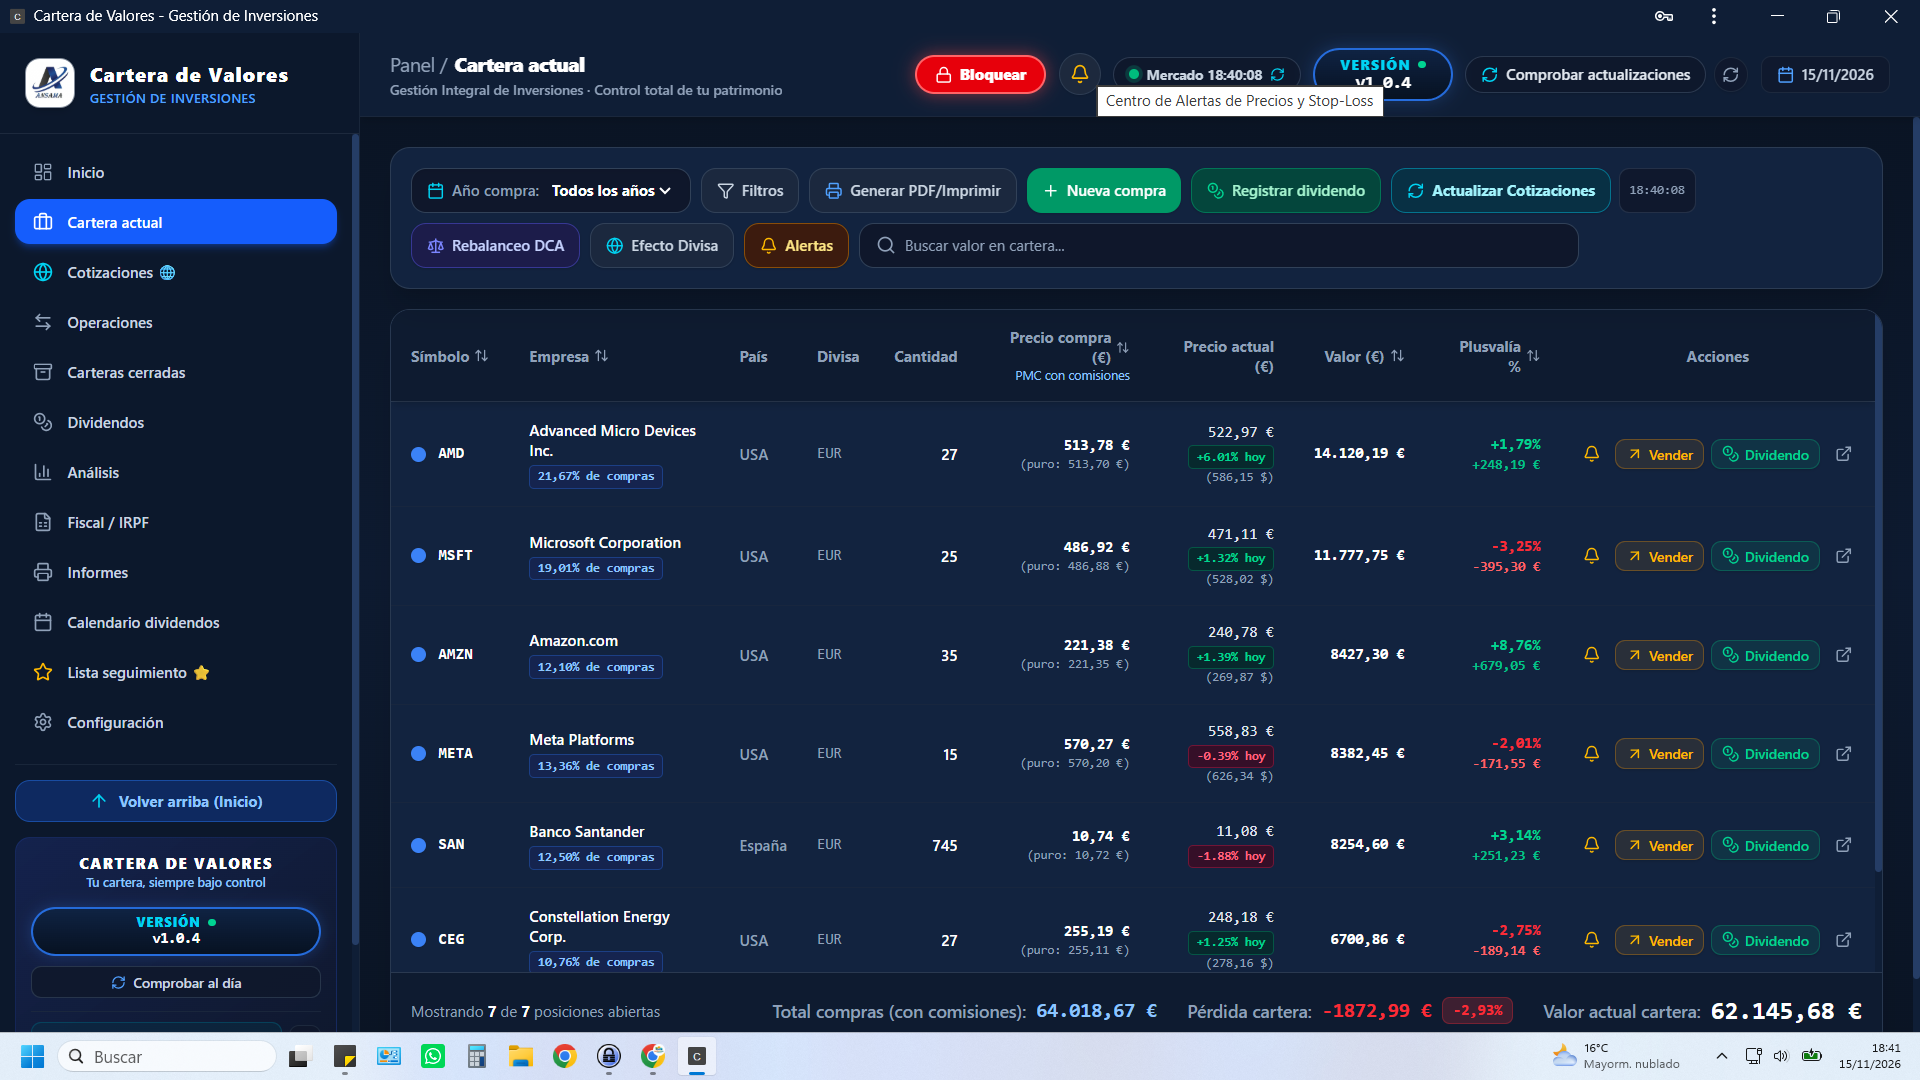 Cartera de Valores - Gestión de Inversiones
Cartera de Valores
GESTIÓN DE INVERSIONES
ANSAMA
Panel / Cartera actual
Gestión Integral de Inversiones · Control total de tu patrimonio
Bloquear
Mercado 18:40:08
VERSIÓN
v1.0.4
Comprobar actualizaciones
15/11/2026
Centro de Alertas de Precios y Stop-Loss
Inicio
Cartera actual
Cotizaciones
Operaciones
Carteras cerradas
Dividendos
Análisis
Fiscal / IRPF
Informes
Calendario dividendos
Lista seguimiento
Configuración
Volver arriba (Inicio)
CARTERA DE VALORES
Tu cartera, siempre bajo control
VERSIÓN
v1.0.4
Comprobar al día
Año compra: Todos los años
Filtros
Generar PDF/Imprimir
+ Nueva compra
Registrar dividendo
Actualizar Cotizaciones
18:40:08
Rebalanceo DCA
Efecto Divisa
Alertas
Buscar valor en cartera...
Símbolo
Empresa
País
Divisa
Cantidad
Precio compra
(€)
PMC con comisiones
Precio actual
(€)
Valor (€)
Plusvalía
%
Acciones
AMD
Advanced Micro Devices
Inc.
21,67% de compras
USA
EUR
27
513,78 €
(puro: 513,70 €)
522,97 €
+6.01% hoy
(586,15 $)
14.120,19 €
+1,79%
+248,19 €
Vender
Dividendo
MSFT
Microsoft Corporation
19,01% de compras
USA
EUR
25
486,92 €
(puro: 486,88 €)
471,11 €
+1.32% hoy
(528,02 $)
11.777,75 €
-3,25%
-395,30 €
Vender
Dividendo
AMZN
Amazon.com
12,10% de compras
USA
EUR
35
221,38 €
(puro: 221,35 €)
240,78 €
+1.39% hoy
(269,87 $)
8427,30 €
+8,76%
+679,05 €
Vender
Dividendo
META
Meta Platforms
13,36% de compras
USA
EUR
15
570,27 €
(puro: 570,20 €)
558,83 €
-0.39% hoy
(626,34 $)
8382,45 €
-2,01%
-171,55 €
Vender
Dividendo
SAN
Banco Santander
12,50% de compras
España
EUR
745
10,74 €
(puro: 10,72 €)
11,08 €
-1.88% hoy
8254,60 €
+3,14%
+251,23 €
Vender
Dividendo
CEG
Constellation Energy
Corp.
10,76% de compras
USA
EUR
27
255,19 €
(puro: 255,11 €)
248,18 €
+1.25% hoy
(278,16 $)
6700,86 €
-2,75%
-189,14 €
Vender
Dividendo
Mostrando 7 de 7 posiciones abiertas
Total compras (con comisiones): 64.018,67 €
Pérdida cartera: -1872,99 € -2,93%
Valor actual cartera: 62.145,68 €
Buscar
16°C
Mayorm. nublado
18:41
15/11/2026